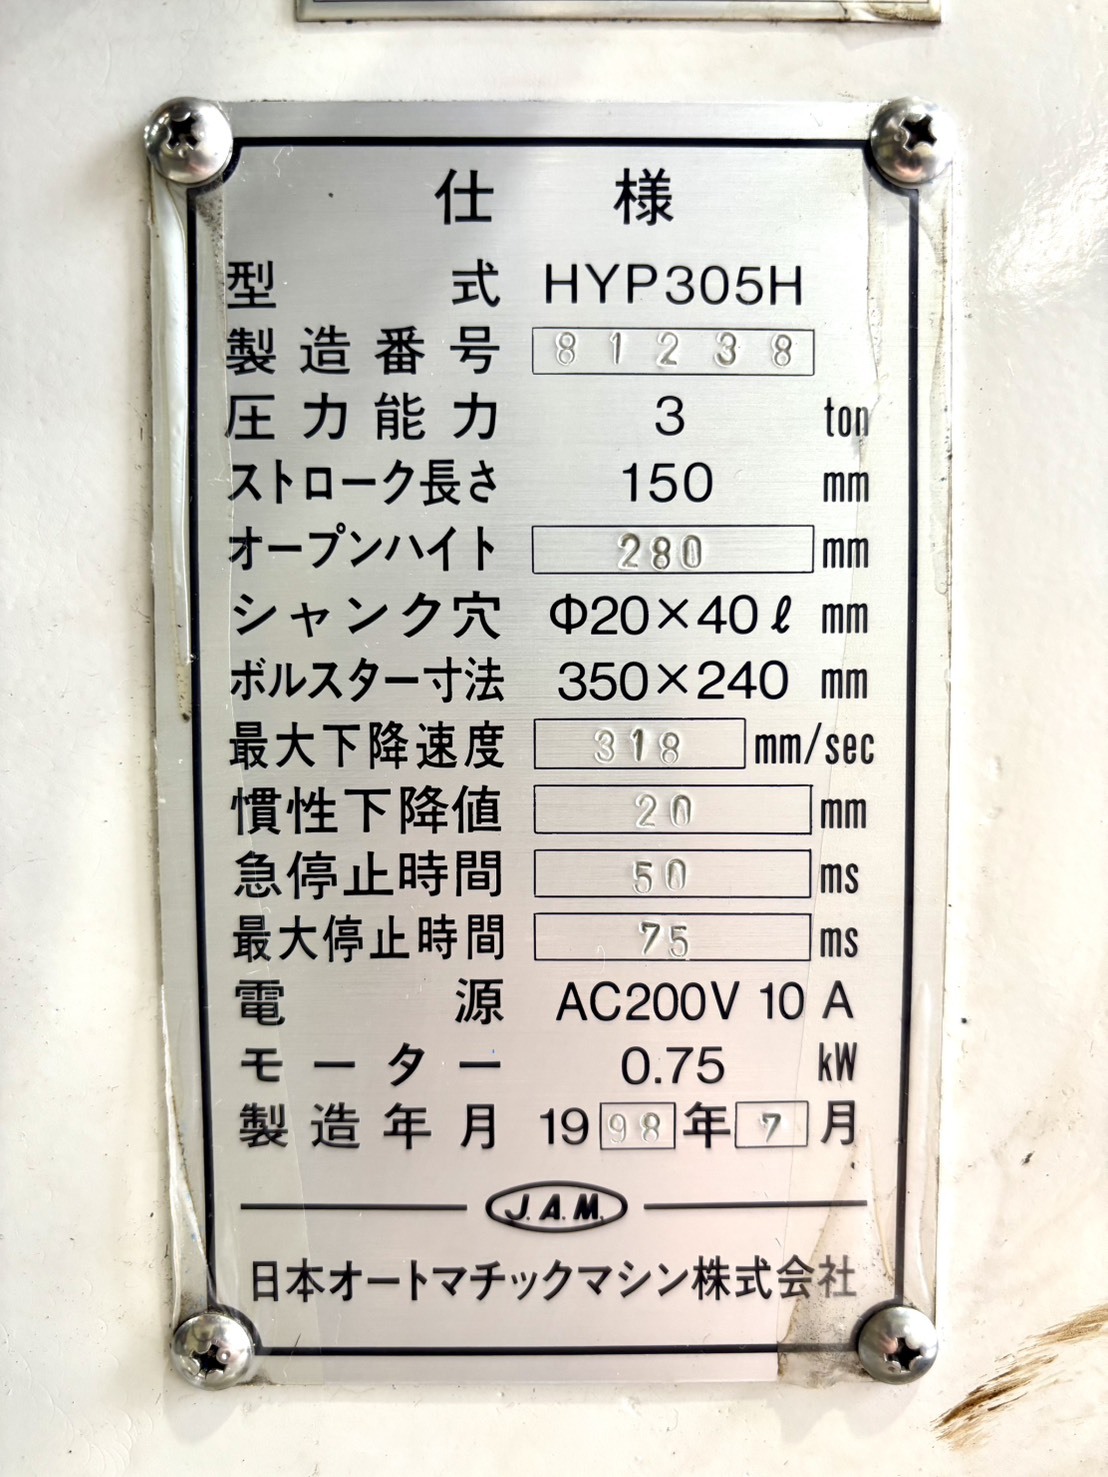 仕様
型式 HYP305H
製造番号 81238
圧力能力 3 ton
ストローク長さ 150 mm
オープンハイト 280 mm
シャンク穴 Φ20×40ℓ mm
ボルスター寸法 350×240 mm
最大下降速度 318 mm/sec
慣性下降値 20 mm
急停止時間 50 ms
最大停止時間 75 ms
電源 AC200V 10 A
モーター 0.75 kW
製造年月 1998年7月
J.A.M.
日本オートマチックマシン株式会社